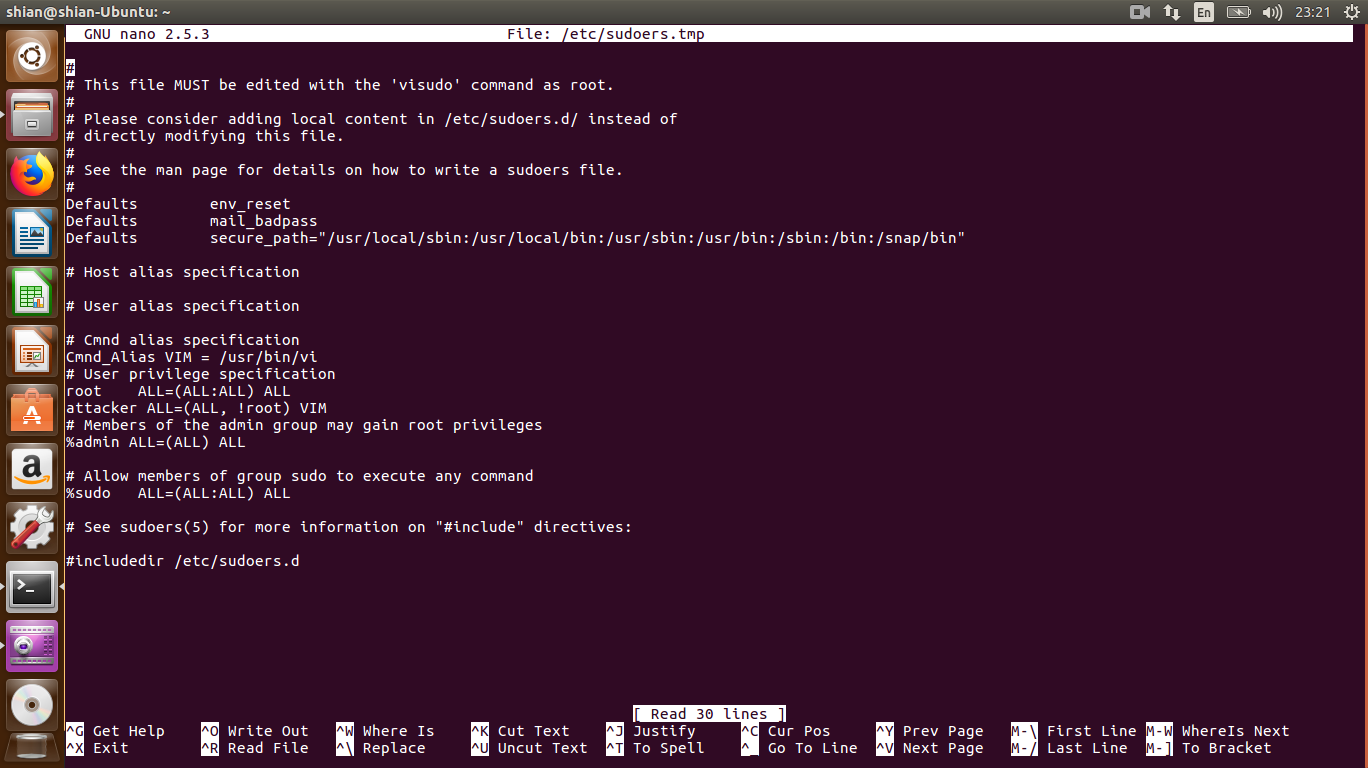 shian@shian-Ubuntu: ~
En
23:21
GNU nano 2.5.3 File: /etc/sudoers.tmp
#
# This file MUST be edited with the 'visudo' command as root.
#
# Please consider adding local content in /etc/sudoers.d/ instead of
# directly modifying this file.
#
# See the man page for details on how to write a sudoers file.
#
Defaults        env_reset
Defaults        mail_badpass
Defaults        secure_path="/usr/local/sbin:/usr/local/bin:/usr/sbin:/usr/bin:/sbin:/bin:/snap/bin"
# Host alias specification
# User alias specification
# Cmnd alias specification
Cmnd_Alias VIM = /usr/bin/vi
# User privilege specification
root    ALL=(ALL:ALL) ALL
attacker ALL=(ALL, !root) VIM
# Members of the admin group may gain root privileges
%admin ALL=(ALL) ALL
# Allow members of group sudo to execute any command
%sudo   ALL=(ALL:ALL) ALL
# See sudoers(5) for more information on "#include" directives:
#includedir /etc/sudoers.d
[ Read 30 lines ]
^G Get Help ^O Write Out ^W Where Is ^K Cut Text ^J Justify ^C Cur Pos ^Y Prev Page M-\ First Line M-W WhereIs Next
^X Exit ^R Read File ^\ Replace ^U Uncut Text ^T To Spell ^_ Go To Line ^V Next Page M-/ Last Line M-] To Bracket